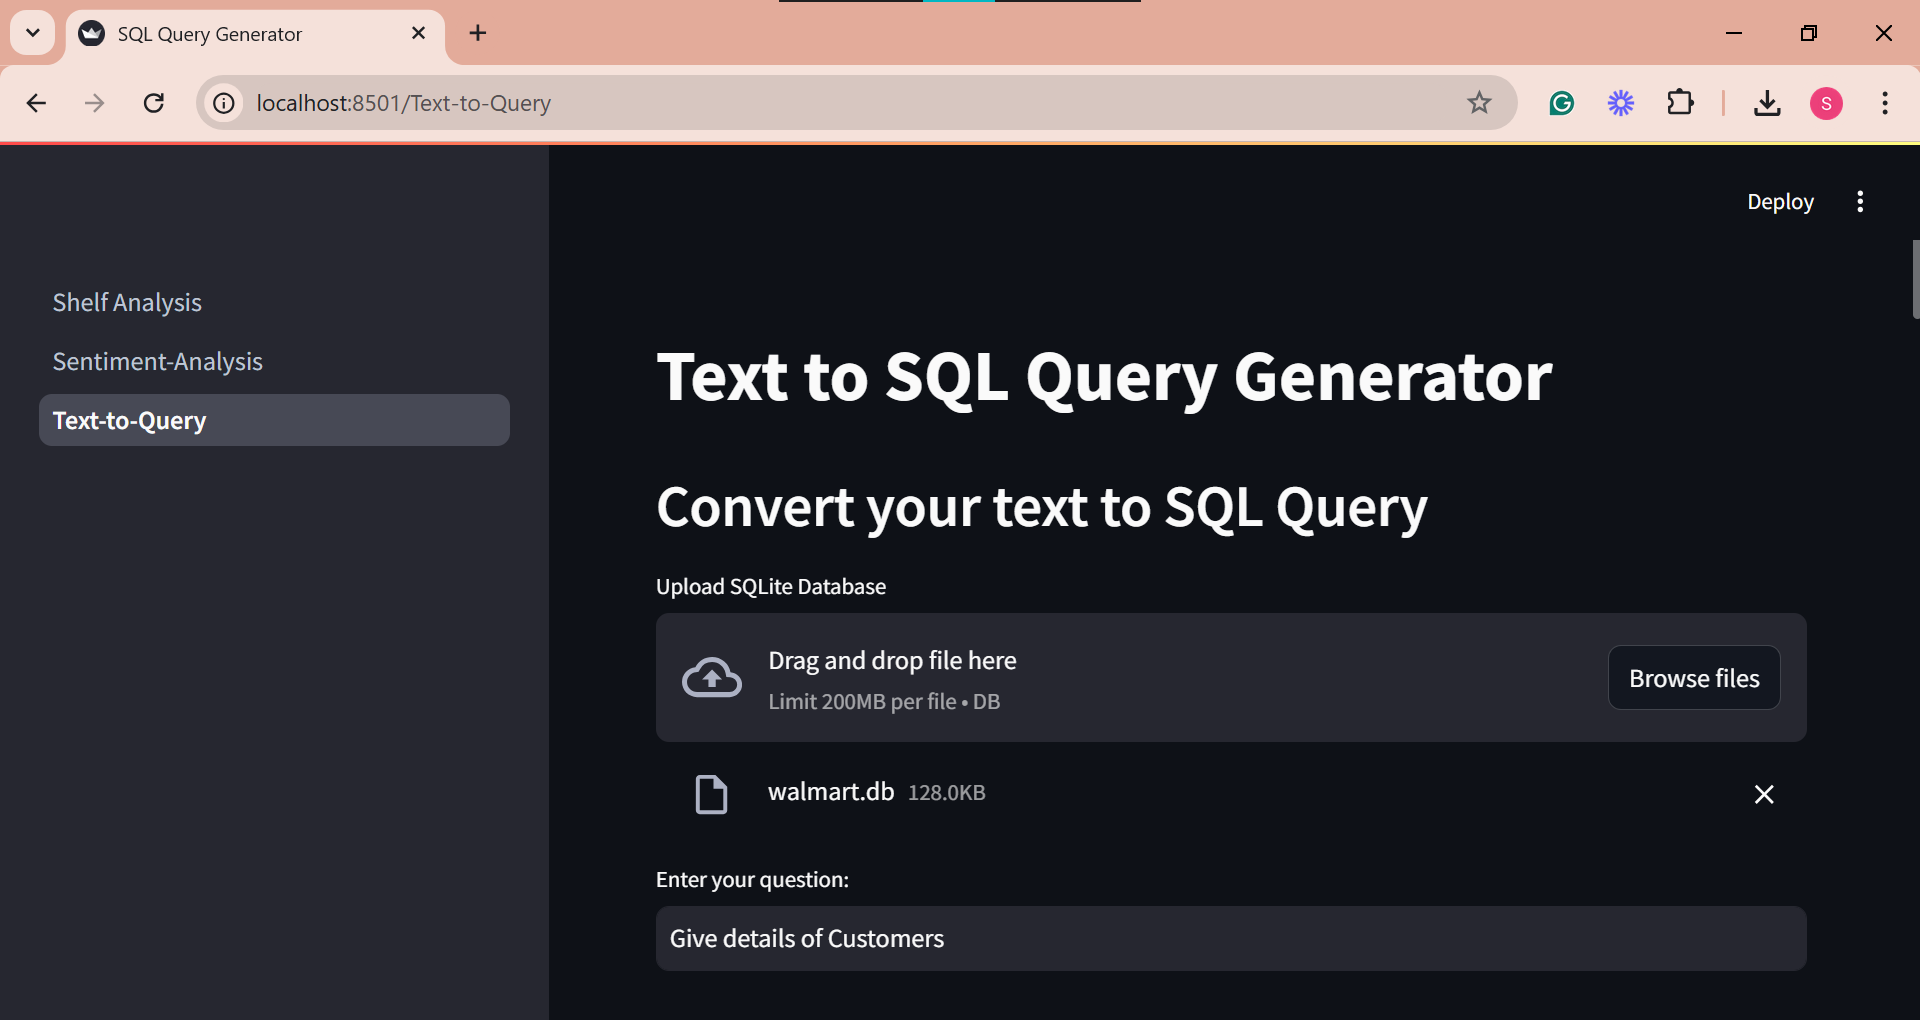 SQL Query Generator
localhost:8501/Text-to-Query
S
Deploy
Shelf Analysis
Sentiment-Analysis
Text-to-Query
Text to SQL Query Generator
Convert your text to SQL Query
Upload SQLite Database
Drag and drop file here
Limit 200MB per file • DB
Browse files
walmart.db 128.0KB
Enter your question:
Give details of Customers